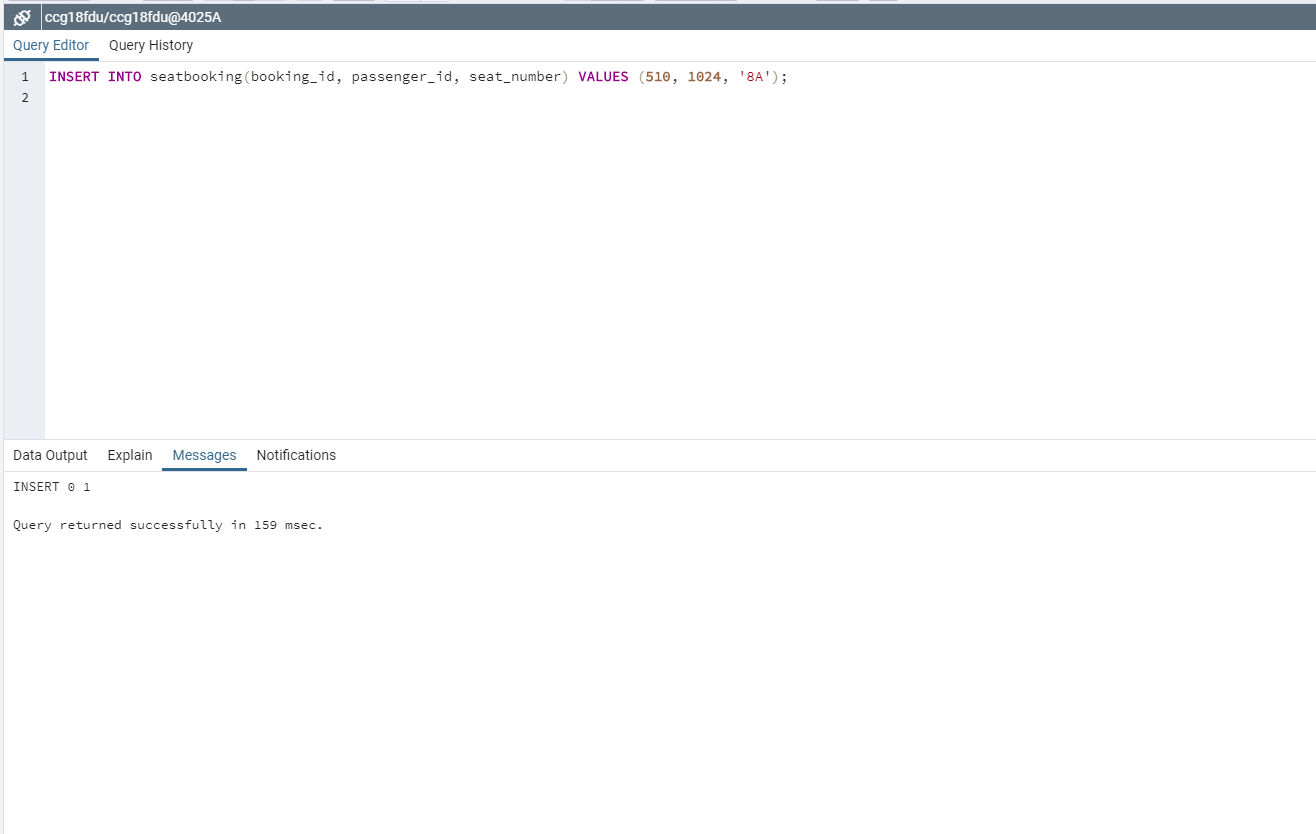 ccg18fdu/ccg18fdu@4025A
Query Editor Query History
1 INSERT INTO seatbooking(booking_id, passenger_id, seat_number) VALUES (510, 1024, '8A');
2
Data Output Explain Messages Notifications
INSERT 0 1
Query returned successfully in 159 msec.